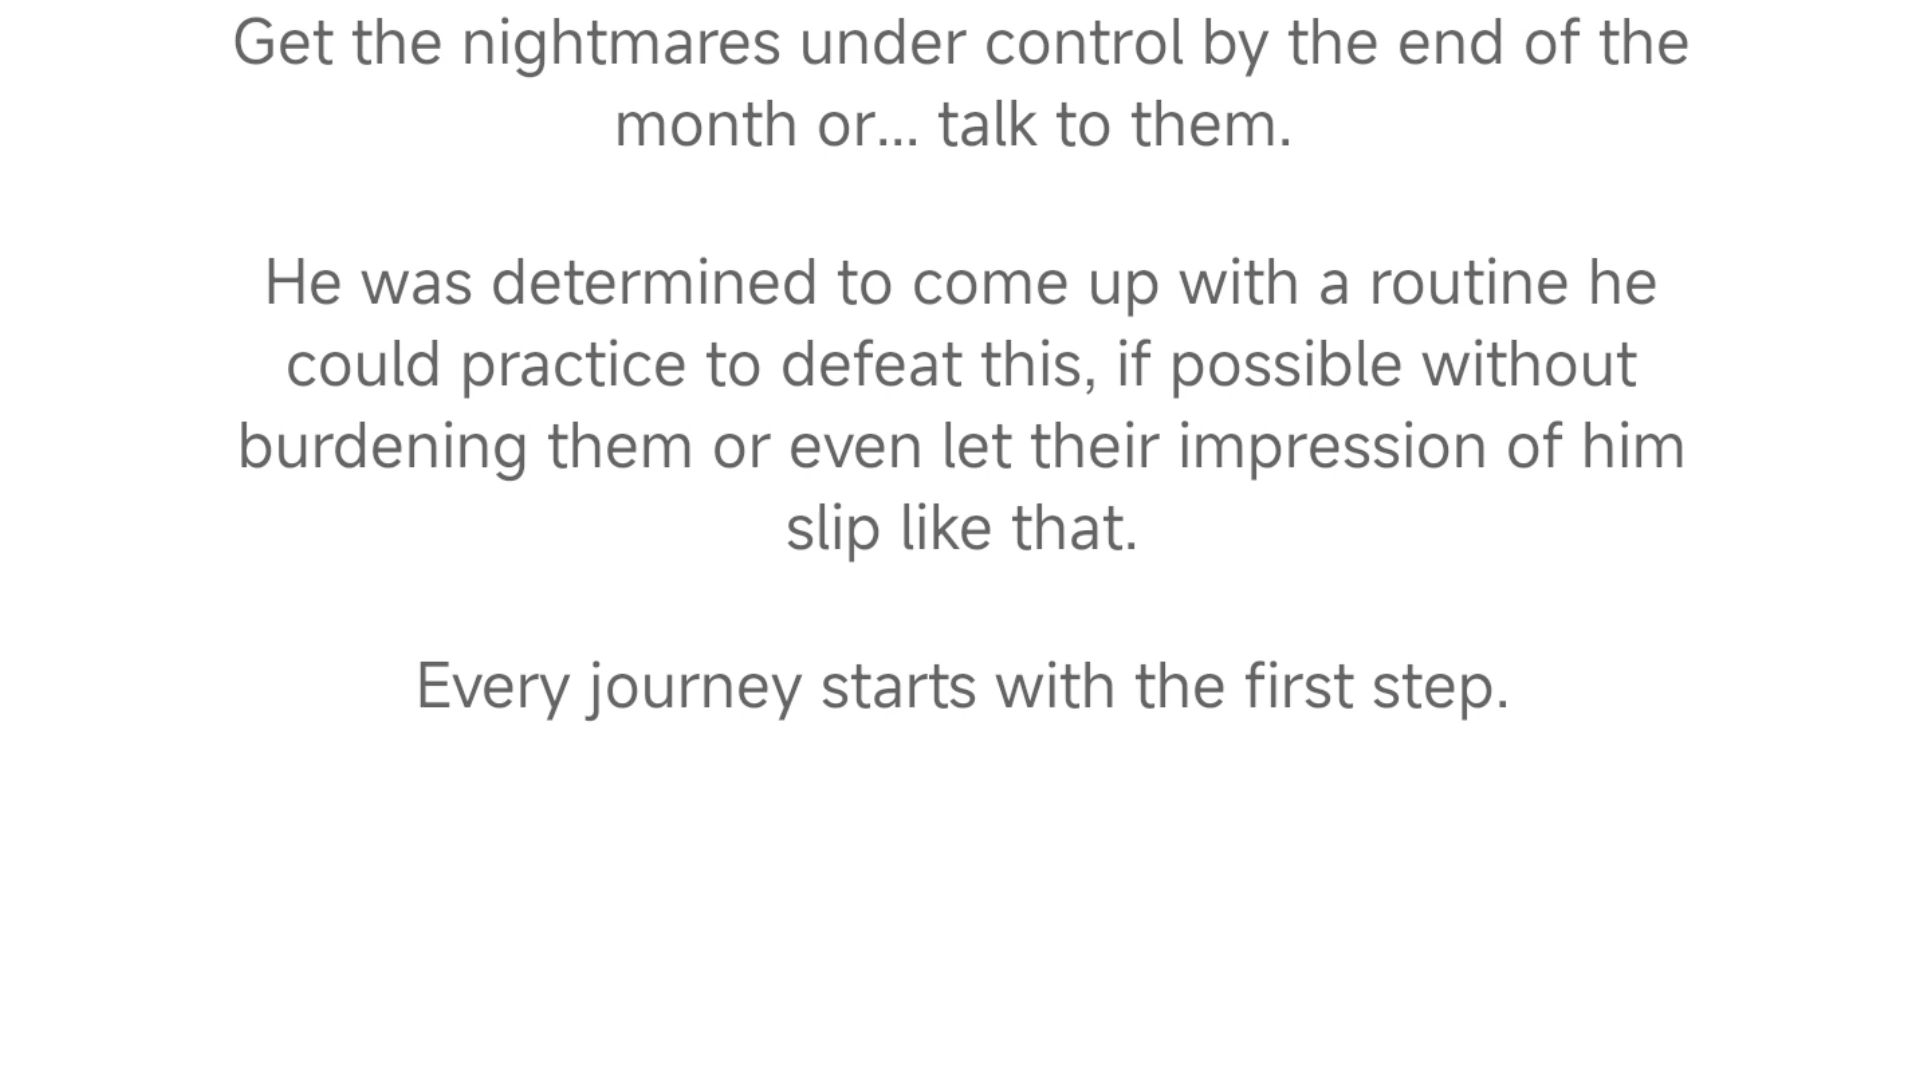 Get the nightmares under control by the end of the
month or... talk to them.
He was determined to come up with a routine he
could practice to defeat this, if possible without
burdening them or even let their impression of him
slip like that.
Every journey starts with the first step.